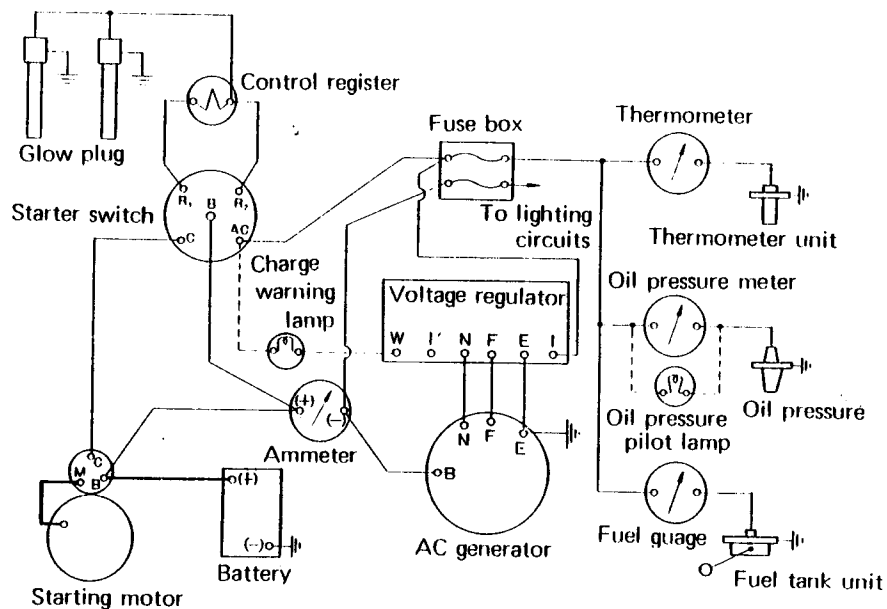 Control register
Glow plug
Fuse box
Thermometer
Starter switch
R₁
B
R₂
C
AC
To lighting
circuits
Thermometer unit
Charge
warning
lamp
Voltage regulator
W I' N F E I
Oil pressure meter
(+)
(-)
Ammeter
N
F
E
B
Oil pressure
pilot lamp
Oil pressure
C
M
B
(+)
(-)
Battery
AC generator
Fuel guage
Fuel tank unit
Starting motor